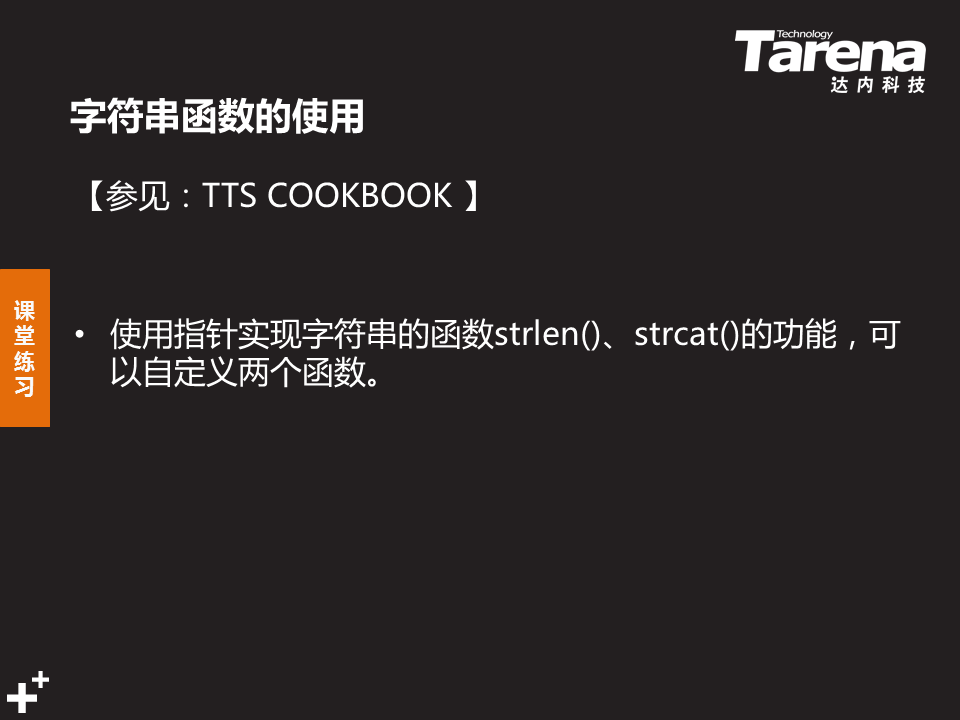 Technology
Tarena
达内科技
字符串函数的使用
【参见：TTS COOKBOOK 】
课
堂
练
习
• 使用指针实现字符串的函数strlen()、strcat()的功能，可
以自定义两个函数。